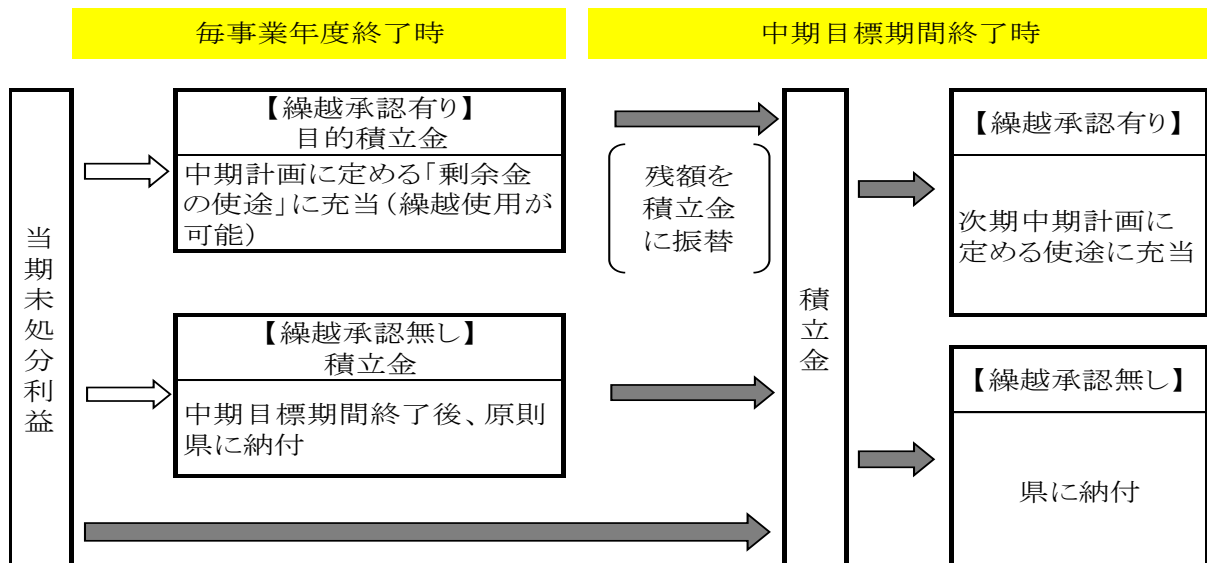 毎事業年度終了時
中期目標期間終了時
当期未処分利益
【繰越承認有り】
目的積立金
中期計画に定める「剰余金
の使途」に充当（繰越使用が
可能）
残額を
積立金
に振替
【繰越承認無し】
積立金
中期目標期間終了後、原則
県に納付
積立金
【繰越承認有り】
次期中期計画に
定める使途に充当
【繰越承認無し】
県に納付